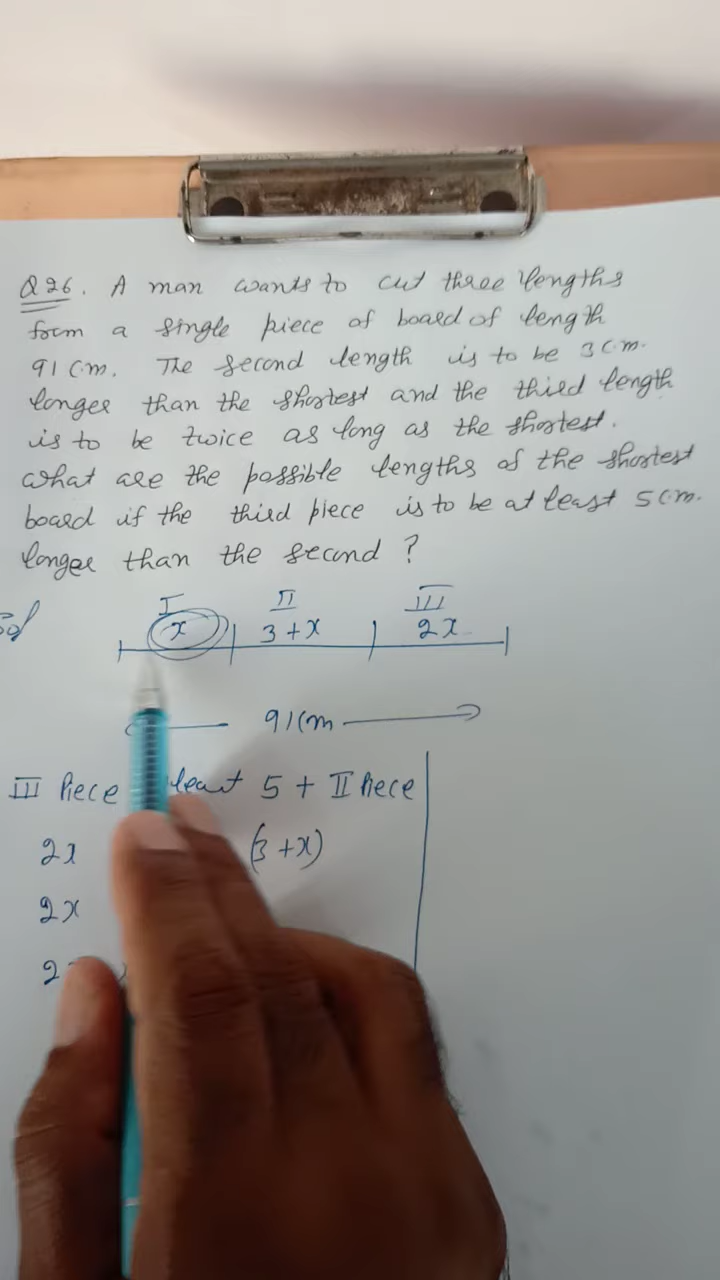 Q 26. A man wants to cut three lengths
form a single piece of board of length
91 cm. The second length is to be 3 cm.
longer than the shortest and the third length
is to be twice as long as the shortest.
What are the possible lengths of the shortest
board if the third piece is to be at least 5 cm.
longer than the second ?
Sol
I II III
x 3 + x 2x
91 cm
III Piece least 5 + II Piece
2x (3 + x)
2x
2